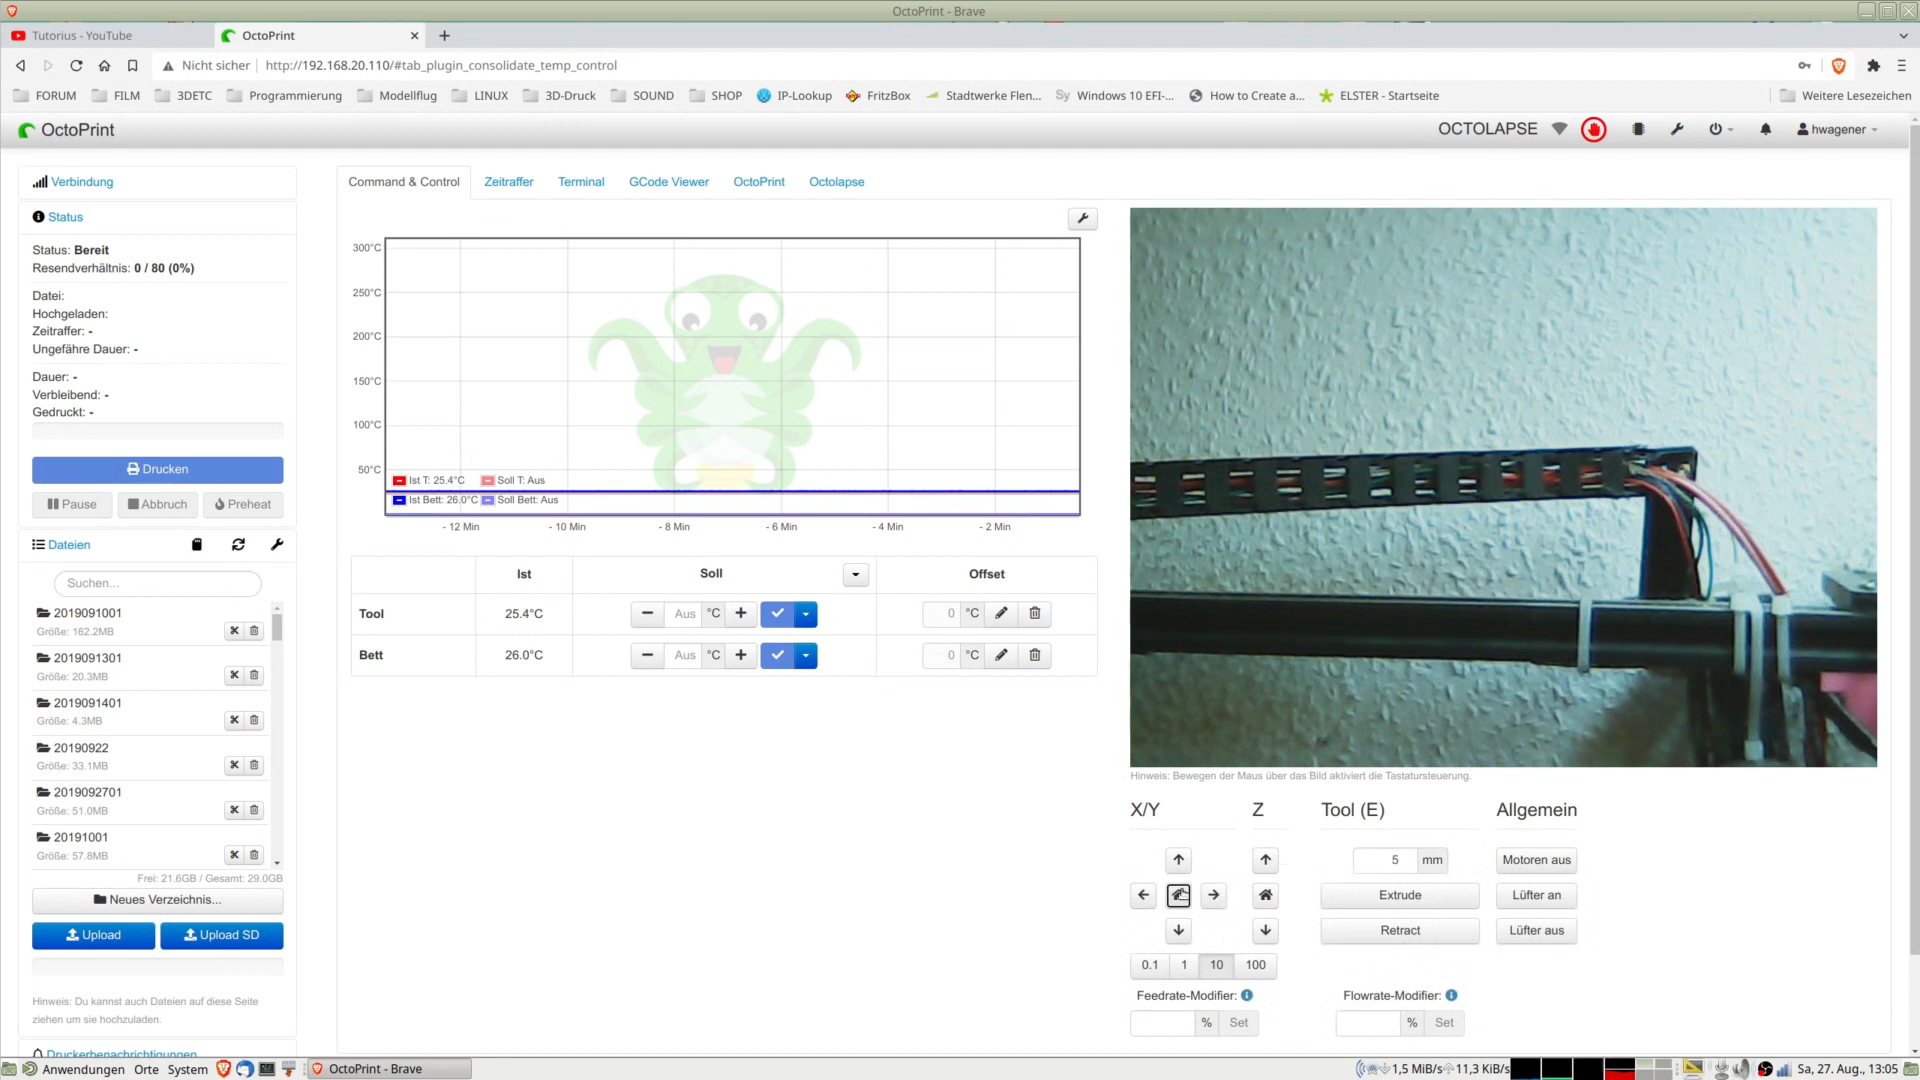 OctoPrint - Brave
Tutorius - YouTube
OctoPrint
Nicht sicher
http://192.168.20.110/#tab_plugin_consolidate_temp_control
FORUM
FILM
3DETC
Programmierung
Modellflug
LINUX
3D-Druck
SOUND
SHOP
IP-Lookup
FritzBox
Stadtwerke Flen...
Sy Windows 10 EFI-...
How to Create a...
ELSTER - Startseite
Weitere Lesezeichen
OctoPrint
OCTOLAPSE
hwagener
Verbindung
Status
Status: Bereit
Resendverhältnis: 0 / 80 (0%)
Datei:
Hochgeladen:
Zeitraffer: -
Ungefähre Dauer: -
Dauer: -
Verbleibend: -
Gedruckt: -
Drucken
Pause
Abbruch
Preheat
Dateien
Suchen...
2019091001
Größe: 162.2MB
2019091301
Größe: 20.3MB
2019091401
Größe: 4.3MB
20190922
Größe: 33.1MB
2019092701
Größe: 51.0MB
20191001
Größe: 57.8MB
Frei: 21.6GB / Gesamt: 29.0GB
Neues Verzeichnis...
Upload
Upload SD
Hinweis: Du kannst auch Dateien auf diese Seite
ziehen um sie hochzuladen.
Druckerbenachrichtigungen
Command & Control
Zeitraffer
Terminal
GCode Viewer
OctoPrint
Octolapse
300°C
250°C
200°C
150°C
100°C
50°C
Ist T: 25.4°C
Soll T: Aus
Ist Bett: 26.0°C
Soll Bett: Aus
- 12 Min
- 10 Min
- 8 Min
- 6 Min
- 4 Min
- 2 Min
Ist
Soll
Offset
Tool
25.4°C
Aus °C
0 °C
Bett
26.0°C
Aus °C
0 °C
Hinweis: Bewegen der Maus über das Bild aktiviert die Tastatursteuerung.
X/Y
Z
Tool (E)
Allgemein
5 mm
Motoren aus
Extrude
Lüfter an
Retract
Lüfter aus
0.1
1
10
100
Feedrate-Modifier:
Flowrate-Modifier:
% Set
% Set
Anwendungen
Orte
System
OctoPrint - Brave
1,5 MiB/s
11,3 KiB/s
Sa, 27. Aug., 13:05